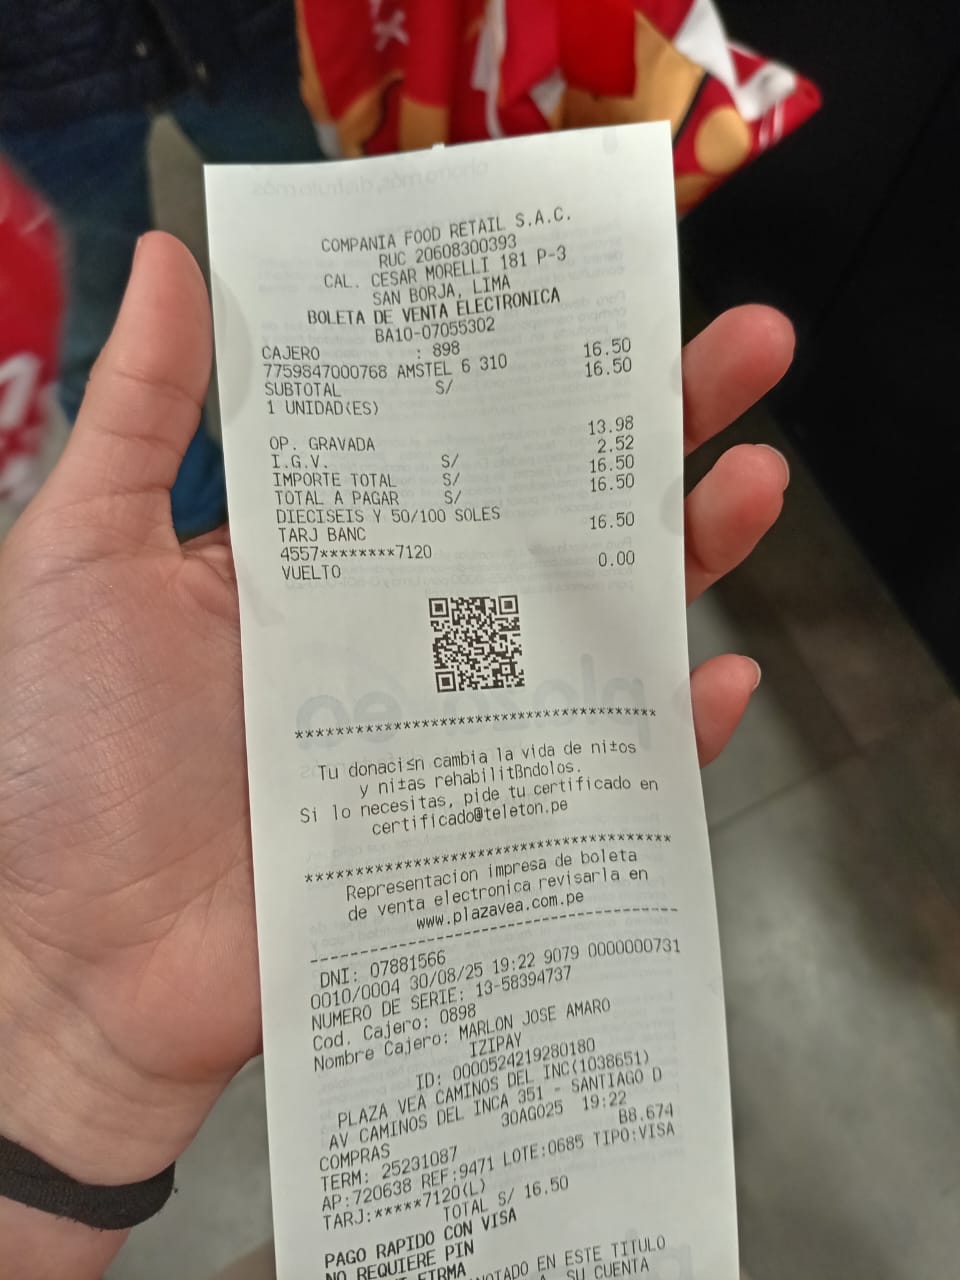 COMPANIA FOOD RETAIL S.A.C.
RUC 20608300393
CAL. CESAR MORELLI 181 P-3
SAN BORJA, LIMA
BOLETA DE VENTA ELECTRONICA
BA10-07055302
CAJERO : 898
7759847000768 AMSTEL 6 310 16.50
SUBTOTAL S/ 16.50
1 UNIDAD(ES)
OP. GRAVADA 13.98
I.G.V. S/ 2.52
IMPORTE TOTAL S/ 16.50
TOTAL A PAGAR S/ 16.50
DIECISEIS Y 50/100 SOLES
TARJ BANC 16.50
4557********7120
VUELTO 0.00
****************************************
Tu donaci≤n cambia la vida de ni±os
y ni±as rehabilitßndolos.
Si lo necesitas, pide tu certificado en
certificado@teleton.pe
****************************************
Representacion impresa de boleta
de venta electronica revisarla en
www.plazavea.com.pe
----------------------------------------
DNI: 07881566
0010/0004 30/08/25 19:22 9079 0000000731
NUMERO DE SERIE: 13-58394737
Cod. Cajero: 0898
Nombre Cajero: MARLON JOSE AMARO
IZIPAY
ID: 0000524219280180
PLAZA VEA CAMINOS DEL INC(1038651)
AV CAMINOS DEL INCA 351 - SANTIAGO D
COMPRAS 30AGO25 19:22
TERM: 25231087 B8.674
AP:720638 REF:9471 LOTE:0685 TIPO:VISA
TARJ:*****7120(L)
TOTAL S/ 16.50
PAGO RAPIDO CON VISA
NO REQUIERE PIN
FIRMA
EN ESTE TITULO
SU CUENTA